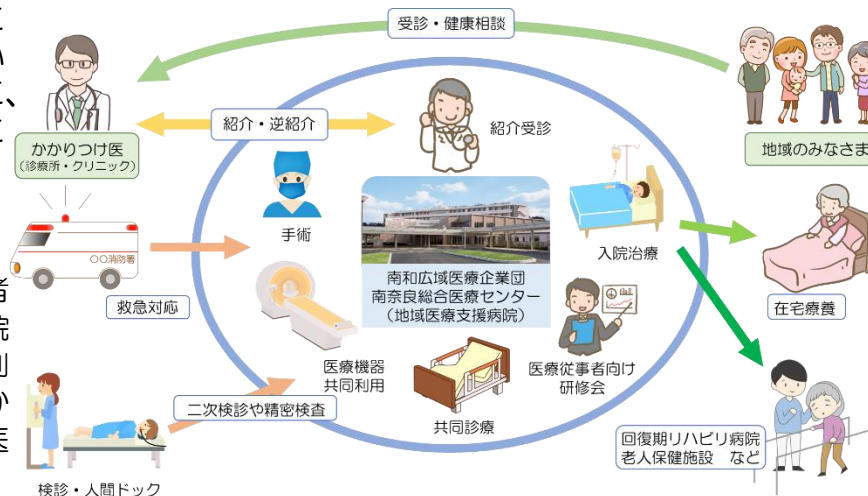 受診・健康相談
紹介・逆紹介
紹介受診
かかりつけ医
（診療所・クリニック）
地域のみなさま
手術
入院治療
〇〇消防署
救急対応
南和広域医療企業団
南奈良総合医療センター
（地域医療支援病院）
在宅療養
医療機器
共同利用
医療従事者向け
研修会
二次検診や精密検査
共同診療
回復期リハビリ病院
老人保健施設　など
検診・人間ドック